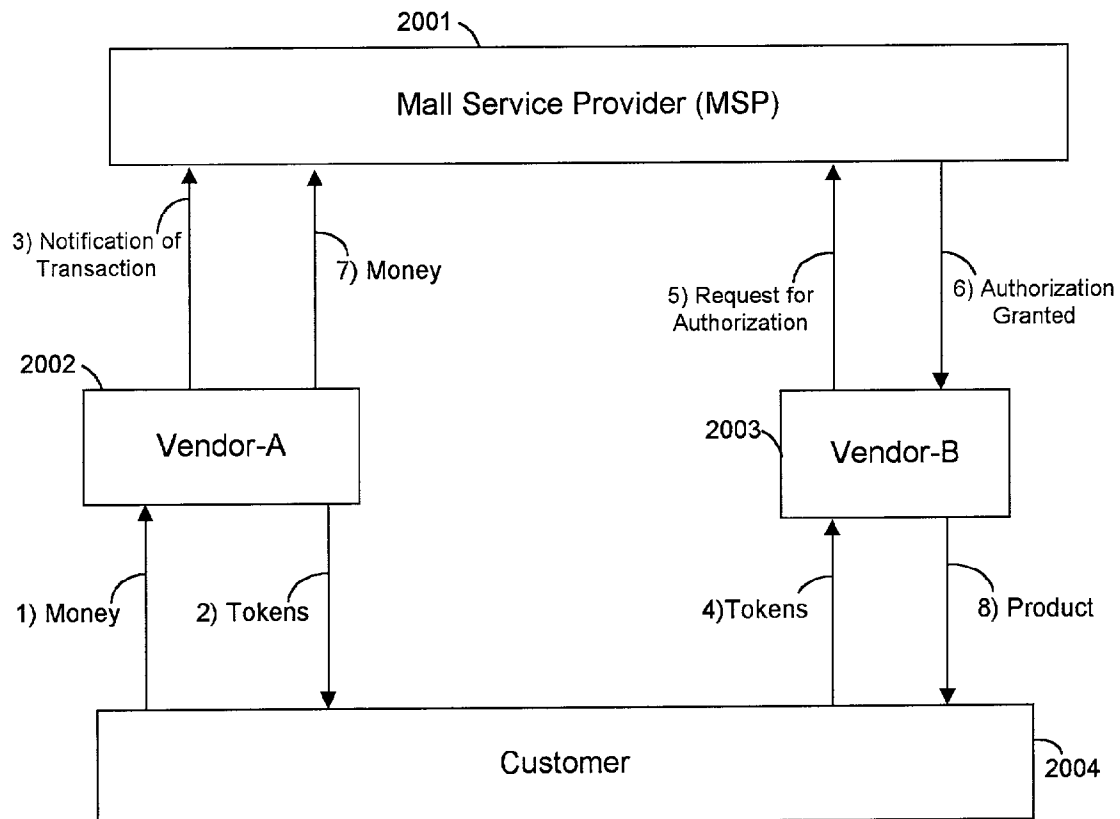 2001
Mall Service Provider (MSP)
3) Notification of
Transaction
7) Money
5) Request for
Authorization
6) Authorization
Granted
2002
Vendor-A
2003
Vendor-B
1) Money
2) Tokens
4)Tokens
8) Product
Customer
2004